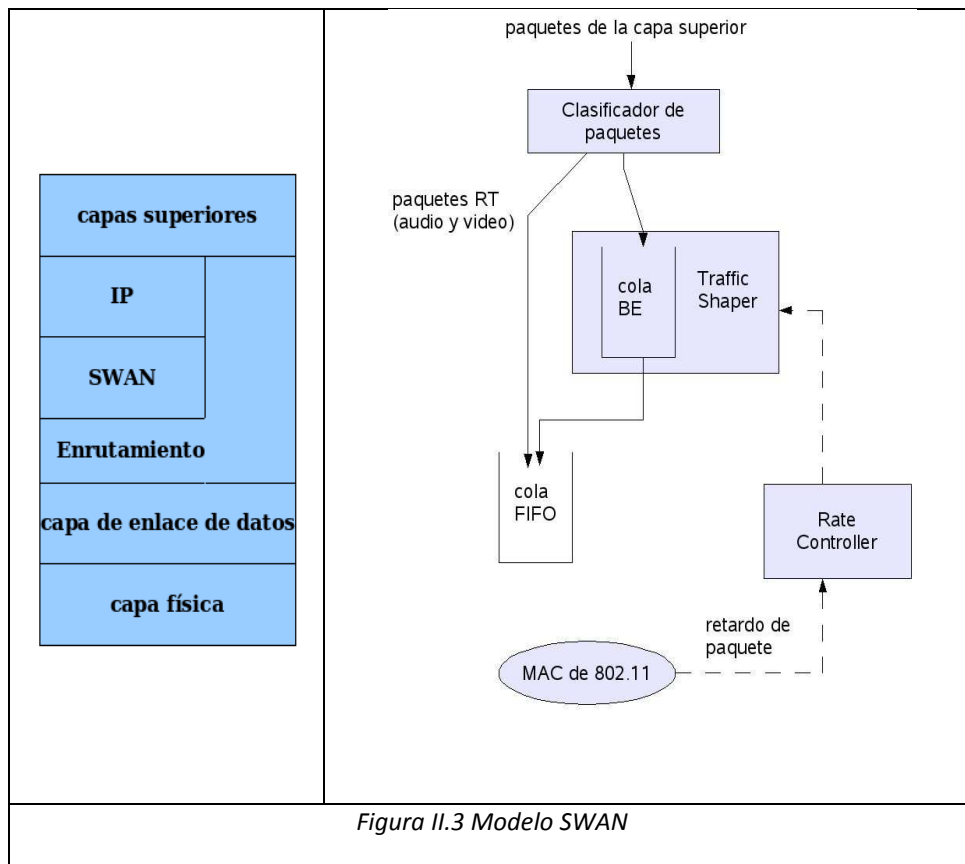 capas superiores
IP
SWAN
Enrutamiento
capa de enlace de datos
capa física
paquetes de la capa superior
Clasificador de
paquetes
paquetes RT
(audio y video)
cola
BE
Traffic
Shaper
cola
FIFO
Rate
Controller
retardo de
paquete
MAC de 802.11
Figura II.3 Modelo SWAN